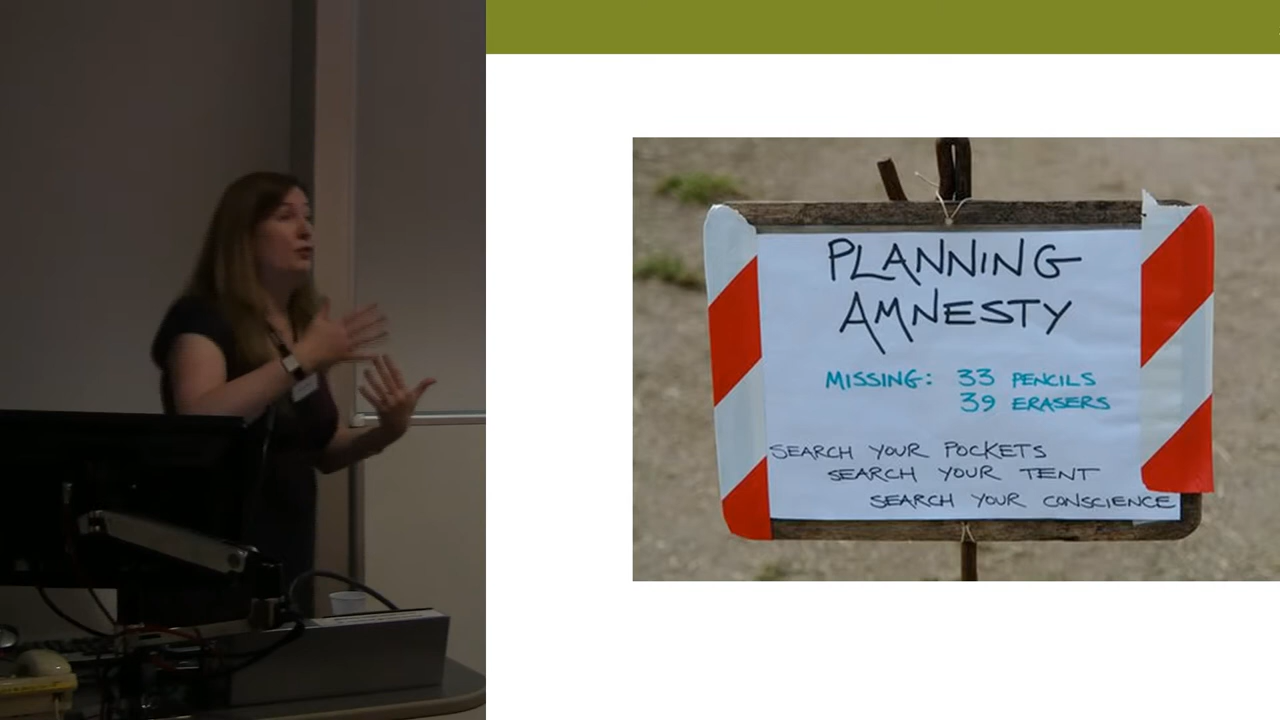 PLANNING
AMNESTY
MISSING: 33 PENCILS
39 ERASERS
SEARCH YOUR POCKETS
SEARCH YOUR TENT
SEARCH YOUR CONSCIENCE